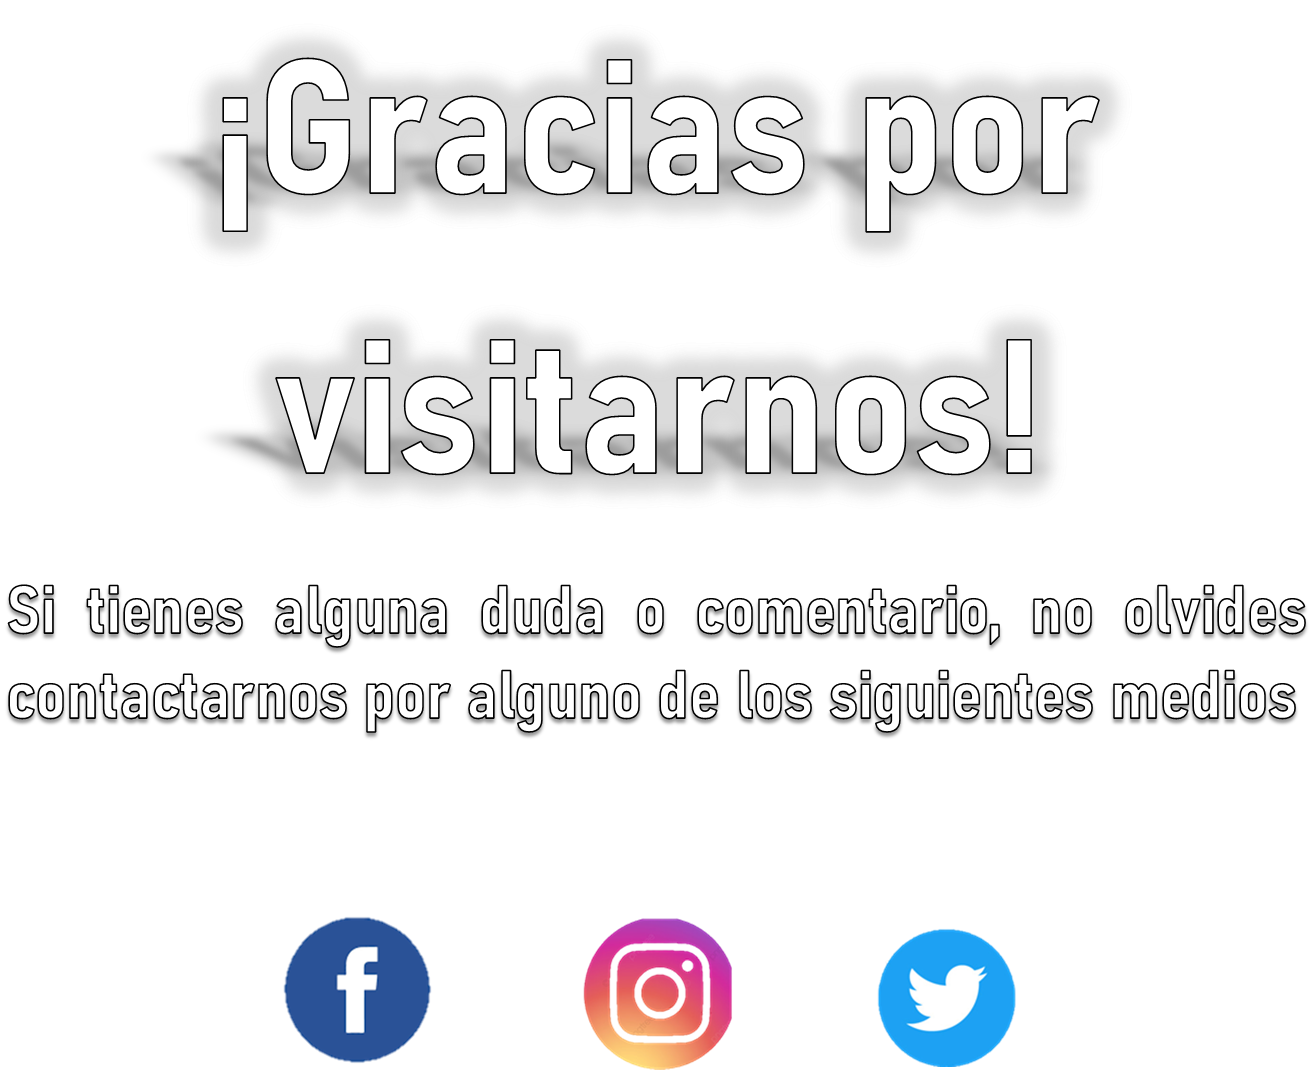 ¡Gracias por
visitarnos!
Si tienes alguna duda o comentario, no olvides
contactarnos por alguno de los siguientes medios